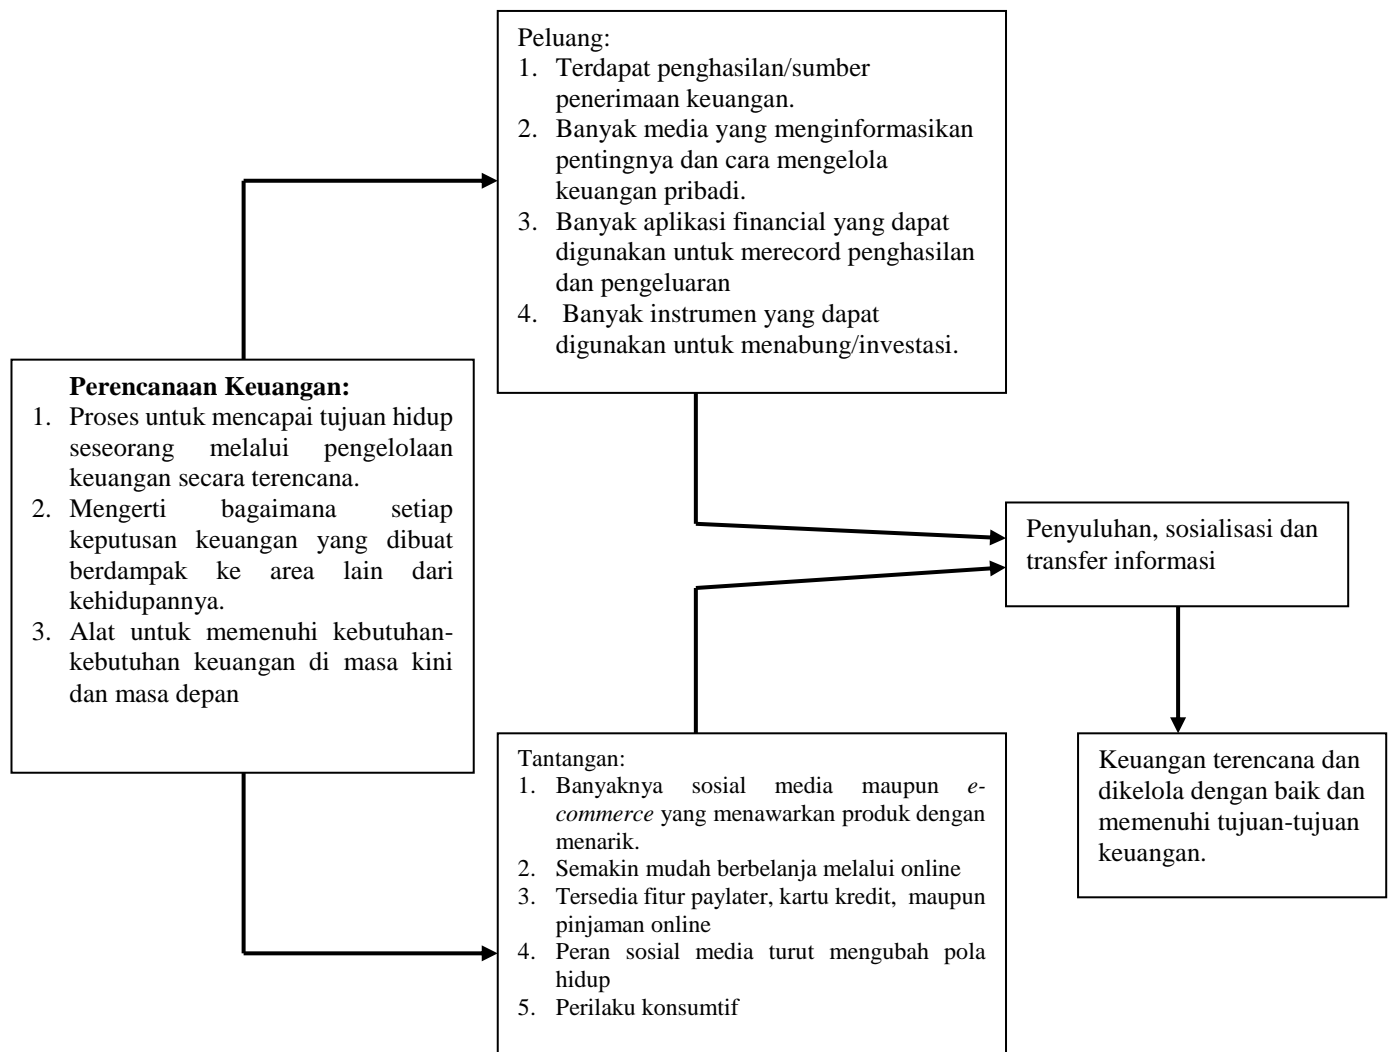 Peluang:
1. Terdapat penghasilan/sumber
penerimaan keuangan.
2. Banyak media yang menginformasikan
pentingnya dan cara mengelola
keuangan pribadi.
3. Banyak aplikasi financial yang dapat
digunakan untuk merecord penghasilan
dan pengeluaran
4. Banyak instrumen yang dapat
digunakan untuk menabung/investasi.
Perencanaan Keuangan:
1. Proses untuk mencapai tujuan hidup
seseorang melalui pengelolaan
keuangan secara terencana.
2. Mengerti bagaimana setiap
keputusan keuangan yang dibuat
berdampak ke area lain dari
kehidupannya.
3. Alat untuk memenuhi kebutuhan-
kebutuhan keuangan di masa kini
dan masa depan
Penyuluhan, sosialisasi dan
transfer informasi
Tantangan:
1. Banyaknya sosial media maupun e-
commerce yang menawarkan produk dengan
menarik.
2. Semakin mudah berbelanja melalui online
3. Tersedia fitur paylater, kartu kredit, maupun
pinjaman online
4. Peran sosial media turut mengubah pola
hidup
5. Perilaku konsumtif
Keuangan terencana dan
dikelola dengan baik dan
memenuhi tujuan-tujuan
keuangan.